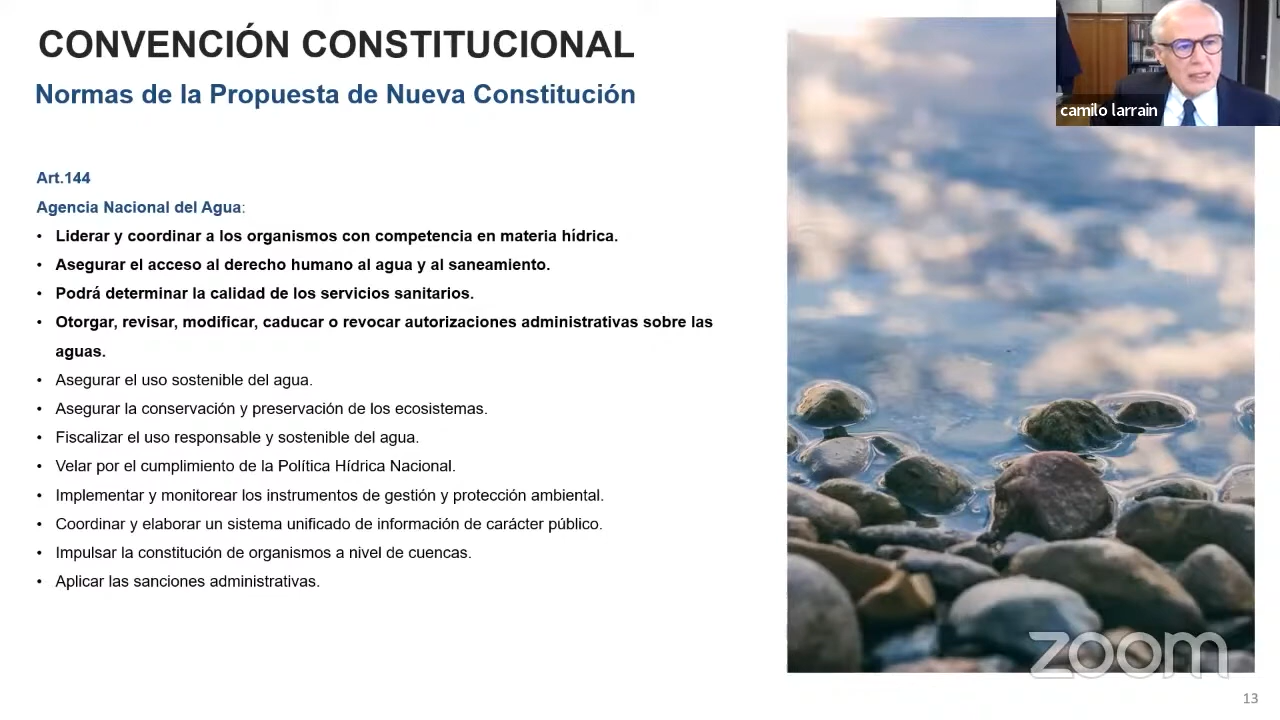 CONVENCIÓN CONSTITUCIONAL
Normas de la Propuesta de Nueva Constitución
camilo larrain
Art.144
Agencia Nacional del Agua:
• Liderar y coordinar a los organismos con competencia en materia hídrica.
• Asegurar el acceso al derecho humano al agua y al saneamiento.
• Podrá determinar la calidad de los servicios sanitarios.
• Otorgar, revisar, modificar, caducar o revocar autorizaciones administrativas sobre las
aguas.
• Asegurar el uso sostenible del agua.
• Asegurar la conservación y preservación de los ecosistemas.
• Fiscalizar el uso responsable y sostenible del agua.
• Velar por el cumplimiento de la Política Hídrica Nacional.
• Implementar y monitorear los instrumentos de gestión y protección ambiental.
• Coordinar y elaborar un sistema unificado de información de carácter público.
• Impulsar la constitución de organismos a nivel de cuencas.
• Aplicar las sanciones administrativas.
zoom
13